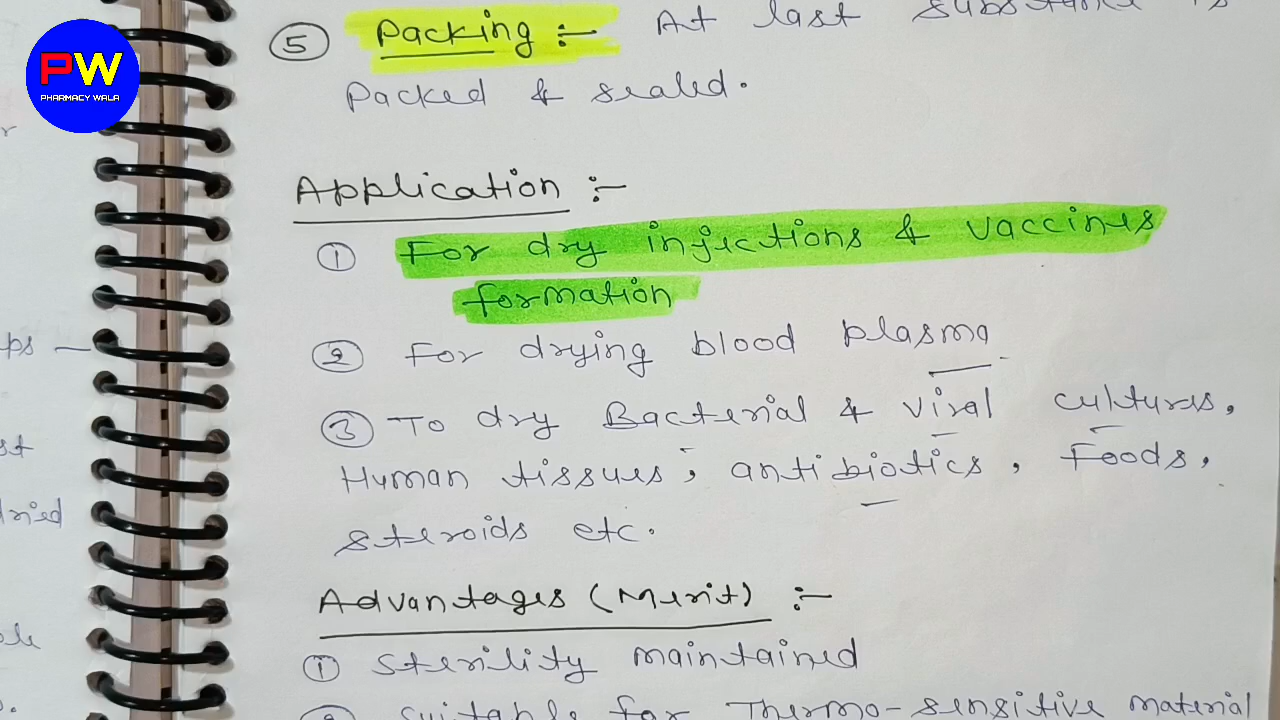 PW
PHARMACY WALA
⑤ Packing :- At last substance is
Packed & sealed.
Application :-
① For dry injections & vaccines
formation
② For drying blood plasma
③ To dry Bacterial & viral cultures,
Human tissues, antibiotics, Foods,
steroids etc.
Advantages (Merit) :-
① Sterility maintained
② suitable for Thermo-sensitive material